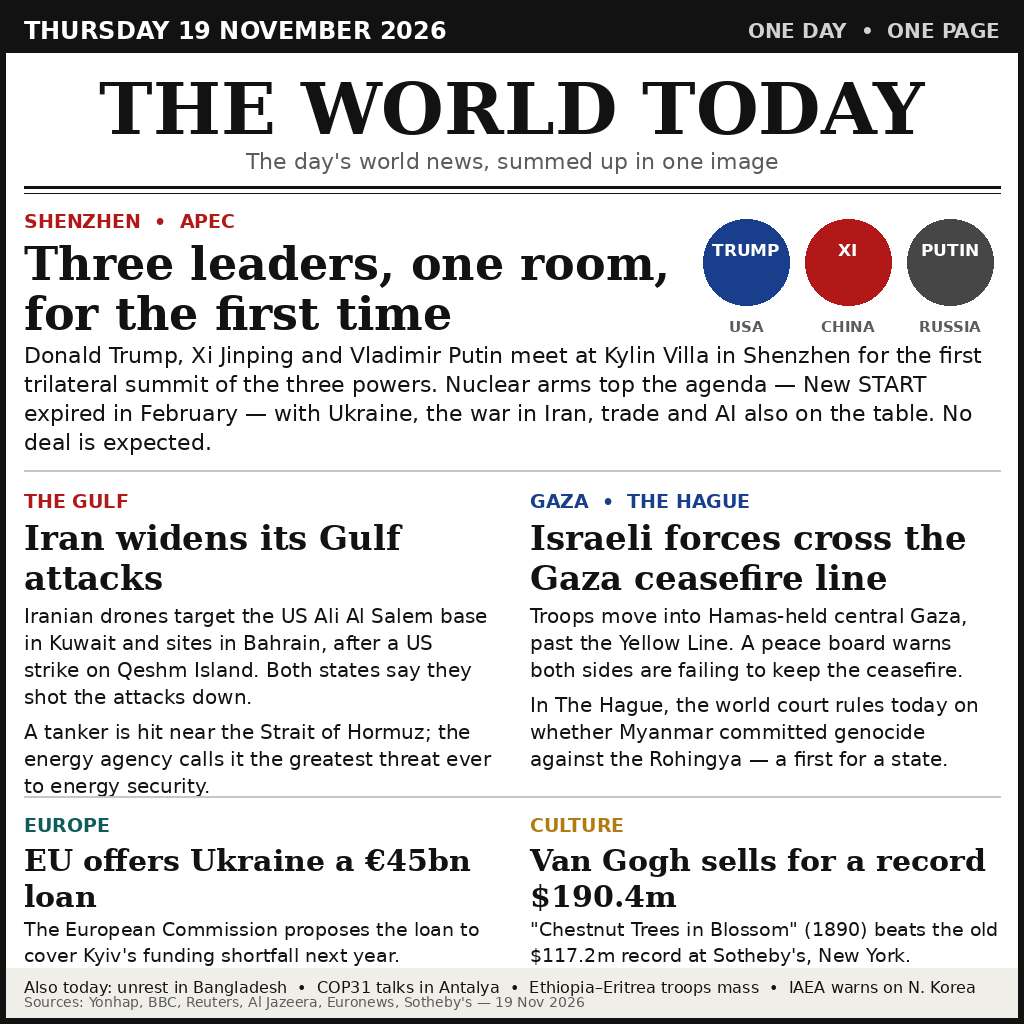 THURSDAY 19 NOVEMBER 2026
ONE DAY • ONE PAGE
THE WORLD TODAY
The day's world news, summed up in one image
SHENZHEN • APEC
Three leaders, one room,
for the first time
TRUMP
XI
PUTIN
USA
CHINA
RUSSIA
Donald Trump, Xi Jinping and Vladimir Putin meet at Kylin Villa in Shenzhen for the first
trilateral summit of the three powers. Nuclear arms top the agenda — New START
expired in February — with Ukraine, the war in Iran, trade and AI also on the table. No
deal is expected.
THE GULF
Iran widens its Gulf
attacks
Iranian drones target the US Ali Al Salem base
in Kuwait and sites in Bahrain, after a US
strike on Qeshm Island. Both states say they
shot the attacks down.
A tanker is hit near the Strait of Hormuz; the
energy agency calls it the greatest threat ever
to energy security.
GAZA • THE HAGUE
Israeli forces cross the
Gaza ceasefire line
Troops move into Hamas-held central Gaza,
past the Yellow Line. A peace board warns
both sides are failing to keep the ceasefire.
In The Hague, the world court rules today on
whether Myanmar committed genocide
against the Rohingya — a first for a state.
EUROPE
EU offers Ukraine a €45bn
loan
The European Commission proposes the loan to
cover Kyiv's funding shortfall next year.
CULTURE
Van Gogh sells for a record
$190.4m
"Chestnut Trees in Blossom" (1890) beats the old
$117.2m record at Sotheby's, New York.
Also today: unrest in Bangladesh • COP31 talks in Antalya • Ethiopia–Eritrea troops mass • IAEA warns on N. Korea
Sources: Yonhap, BBC, Reuters, Al Jazeera, Euronews, Sotheby's — 19 Nov 2026